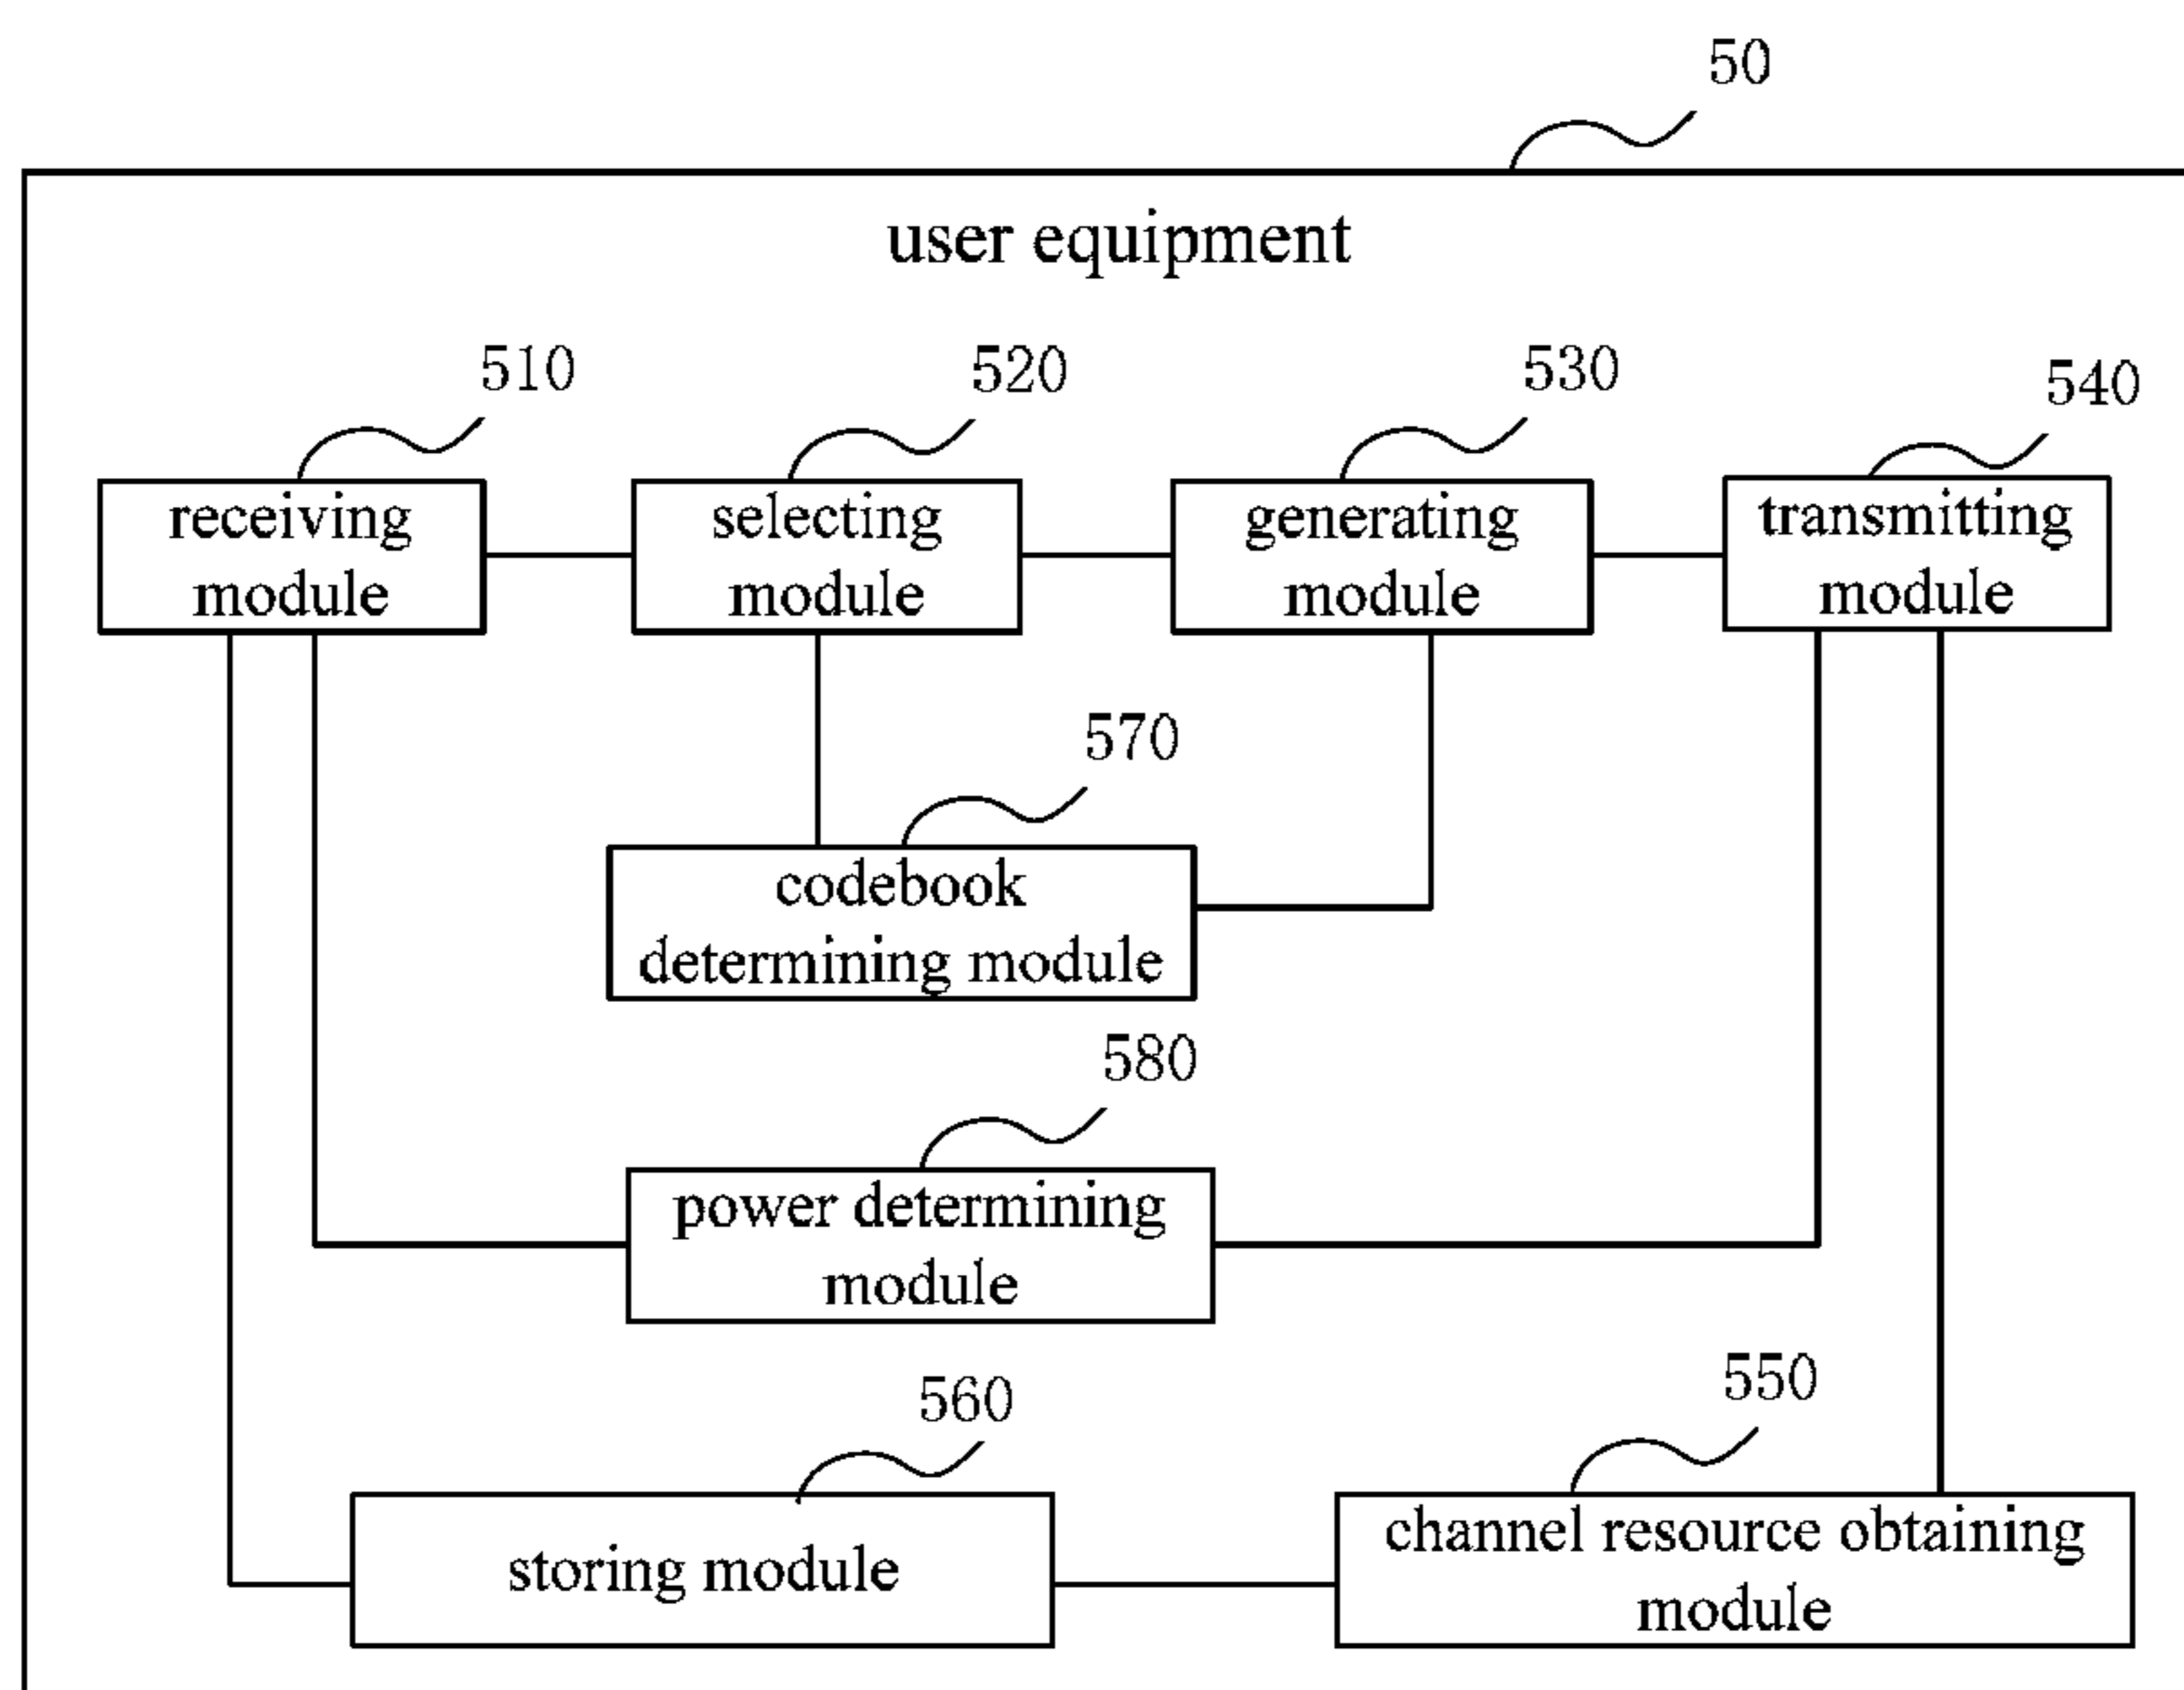 50
user equipment
510
520
530
540
receiving
module
selecting
module
generating
module
transmitting
module
570
codebook
determining module
580
power determining
module
560
550
storing module
channel resource obtaining
module